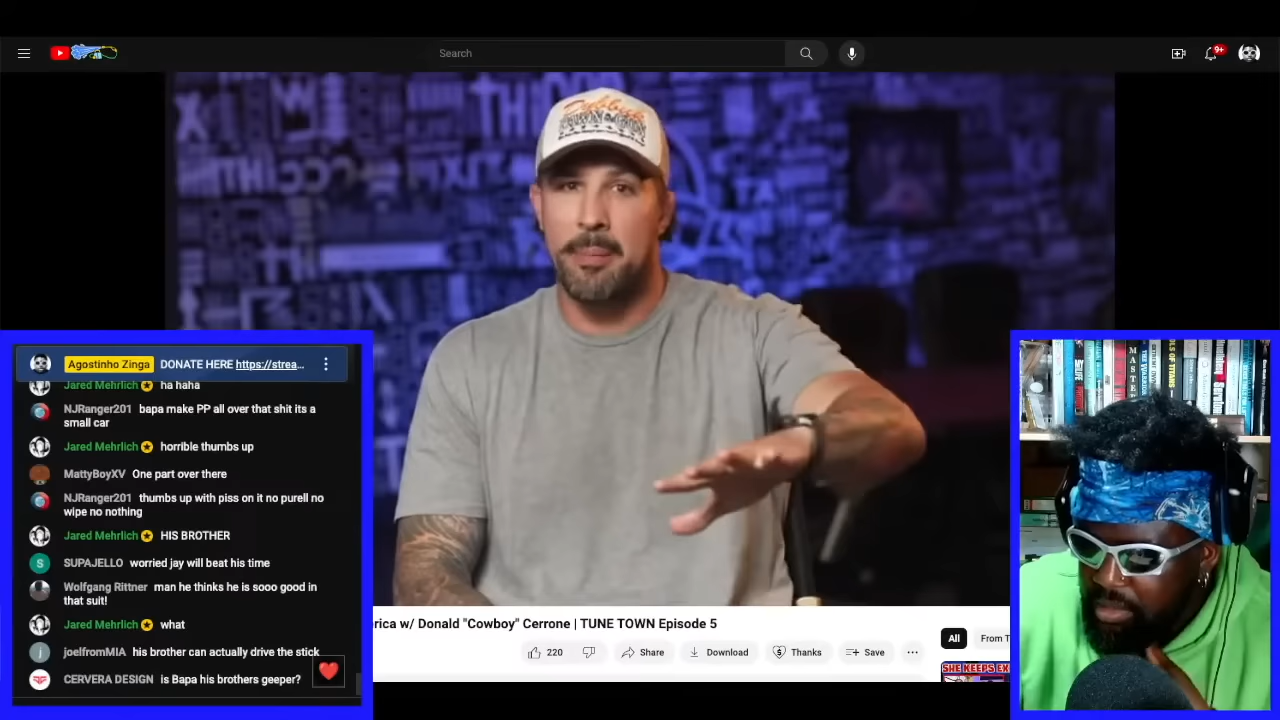 Search
9+
Agostinho Zinga DONATE HERE https://strea...
Jared Mehrlich ha haha
NJRanger201 bapa make PP all over that shit its a
small car
Jared Mehrlich horrible thumbs up
MattyBoyXV One part over there
NJRanger201 thumbs up with piss on it no purell no
wipe no nothing
Jared Mehrlich HIS BROTHER
S
SUPAJELLO worried jay will beat his time
Wolfgang Rittner man he thinks he is sooo good in
that suit!
Jared Mehrlich what
j
joelfromMIA his brother can actually drive the stick
CERVERA DESIGN is Bapa his brothers geeper?
rica w/ Donald "Cowboy" Cerrone | TUNE TOWN Episode 5
220
Share
Download
Thanks
Save
All
From T
SHE KEEPS EX